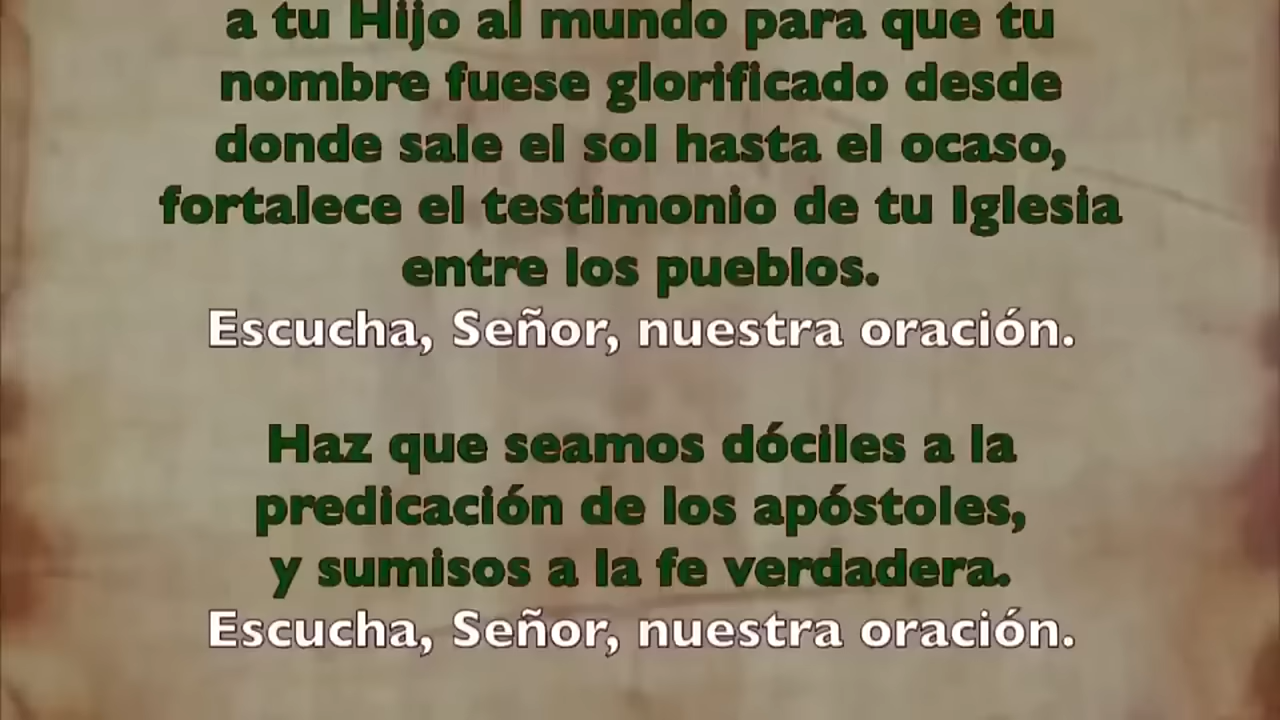 a tu Hijo al mundo para que tu
nombre fuese glorificado desde
donde sale el sol hasta el ocaso,
fortalece el testimonio de tu Iglesia
entre los pueblos.
Escucha, Señor, nuestra oración.
Haz que seamos dóciles a la
predicación de los apóstoles,
y sumisos a la fe verdadera.
Escucha, Señor, nuestra oración.